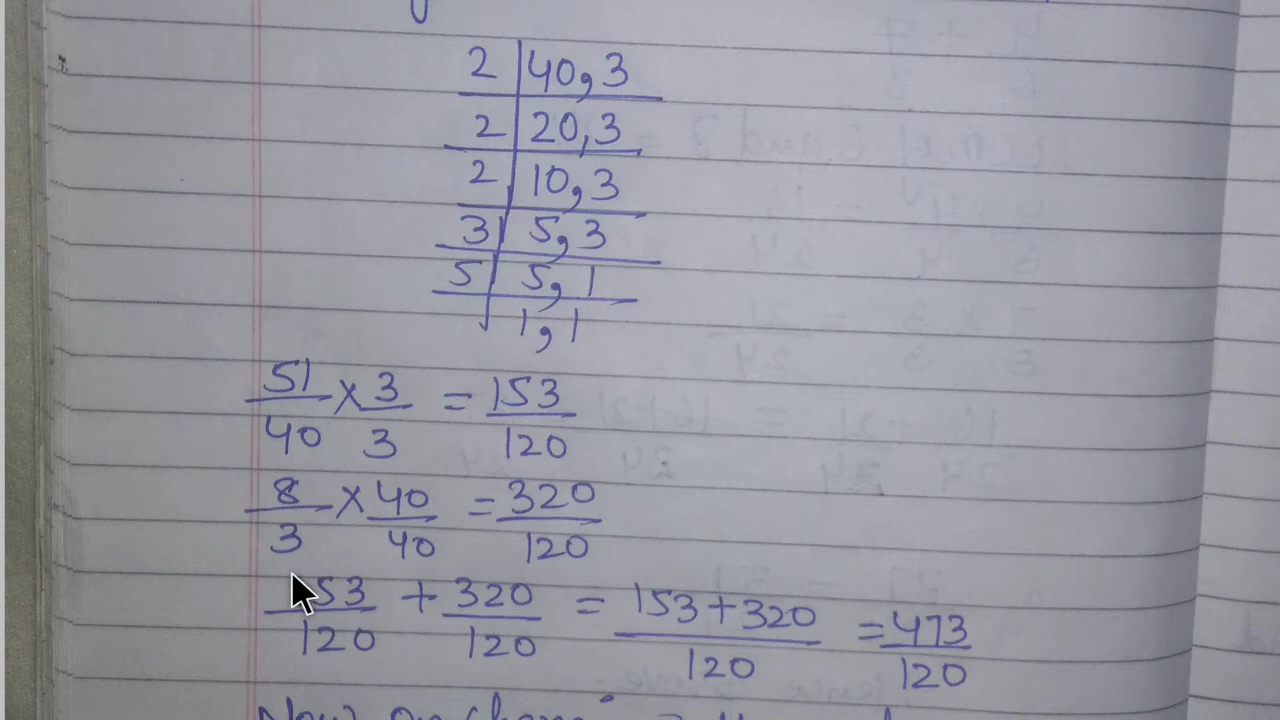 2 | 40, 3
2 | 20, 3
2 | 10, 3
3 | 5, 3
5 | 5, 1
1, 1
51/40 × 3/3 = 153/120
8/3 × 40/40 = 320/120
153/120 + 320/120 = 153+320/120 = 473/120
Now on